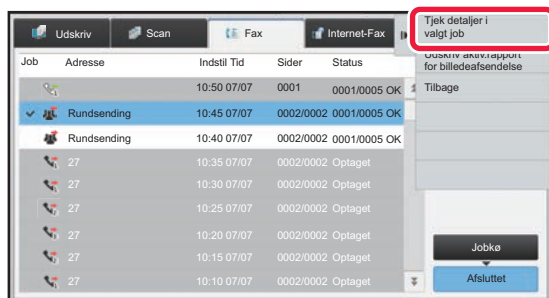 Udskriv Scan Fax Internet-Fax
Job Adresse Indstil Tid Sider Status
10:50 07/07 0001 0001/0005 OK
Rundsending 10:45 07/07 0002/0002 0001/0005 OK
Rundsending 10:40 07/07 0002/0002 0001/0005 OK
27 10:35 07/07 0002/0002 Optaget
27 10:30 07/07 0002/0002 Optaget
27 10:25 07/07 0002/0002 Optaget
27 10:20 07/07 0002/0002 Optaget
27 10:15 07/07 0002/0002 Optaget
27 10:10 07/07 0002/0002 Optaget
Tjek detaljer i
valgt job
Udskriv aktiv.rapport
for billedeafsendelse
Tilbage
Jobkø
Afsluttet